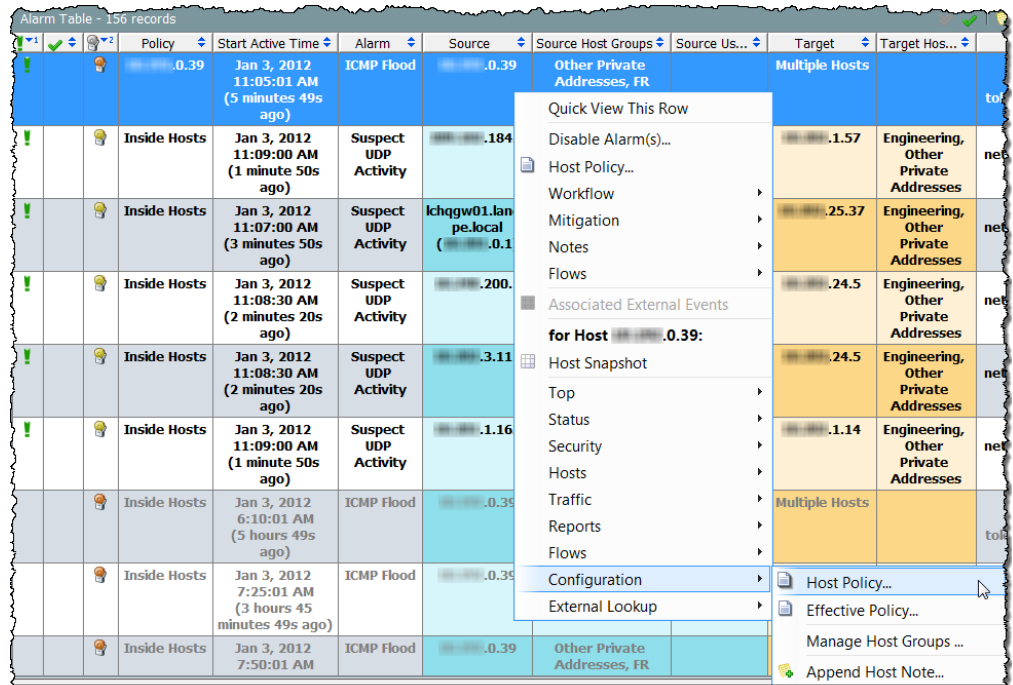 Alarm Table - 156 records
1 2 Policy Start Active Time Alarm Source Source Host Groups Source Us... Target Target Hos...
.0.39 Jan 3, 2012 ICMP Flood .0.39 Other Private Multiple Hosts
11:05:01 AM Addresses, FR
(5 minutes 49s
ago)
Inside Hosts Jan 3, 2012 Suspect .184 .1.57 Engineering,
11:09:00 AM UDP Other
(1 minute 50s Activity Private
ago) Addresses
Inside Hosts Jan 3, 2012 Suspect .25.37 Engineering,
11:07:00 AM UDP pe.local Other
(3 minutes 50s Activity ( .0.1 Private
ago) Addresses
Inside Hosts Jan 3, 2012 Suspect .200. .24.5 Engineering,
11:08:30 AM UDP Other
(2 minutes 20s Activity Private
ago) Addresses
Inside Hosts Jan 3, 2012 Suspect .3.11 .24.5 Engineering,
11:08:30 AM UDP Other
(2 minutes 20s Activity Private
ago) Addresses
Inside Hosts Jan 3, 2012 Suspect .1.16 .1.14 Engineering,
11:09:00 AM UDP Other
(1 minute 50s Activity Private
ago) Addresses
Inside Hosts Jan 3, 2012 ICMP Flood .0.39 Multiple Hosts
6:10:01 AM
(5 hours 49s
ago)
Inside Hosts Jan 3, 2012 ICMP Flood .0.39
7:25:01 AM
(3 hours 45
minutes 49s ago)
Inside Hosts Jan 3, 2012 ICMP Flood .0.39 Other Private
7:50:01 AM Addresses, FR
Quick View This Row
Disable Alarm(s)...
Host Policy...
Workflow
Mitigation
Notes
Flows
Associated External Events
for Host .0.39:
Host Snapshot
Top
Status
Security
Hosts
Traffic
Reports
Flows
Configuration
External Lookup
Host Policy...
Effective Policy...
Manage Host Groups ...
Append Host Note...